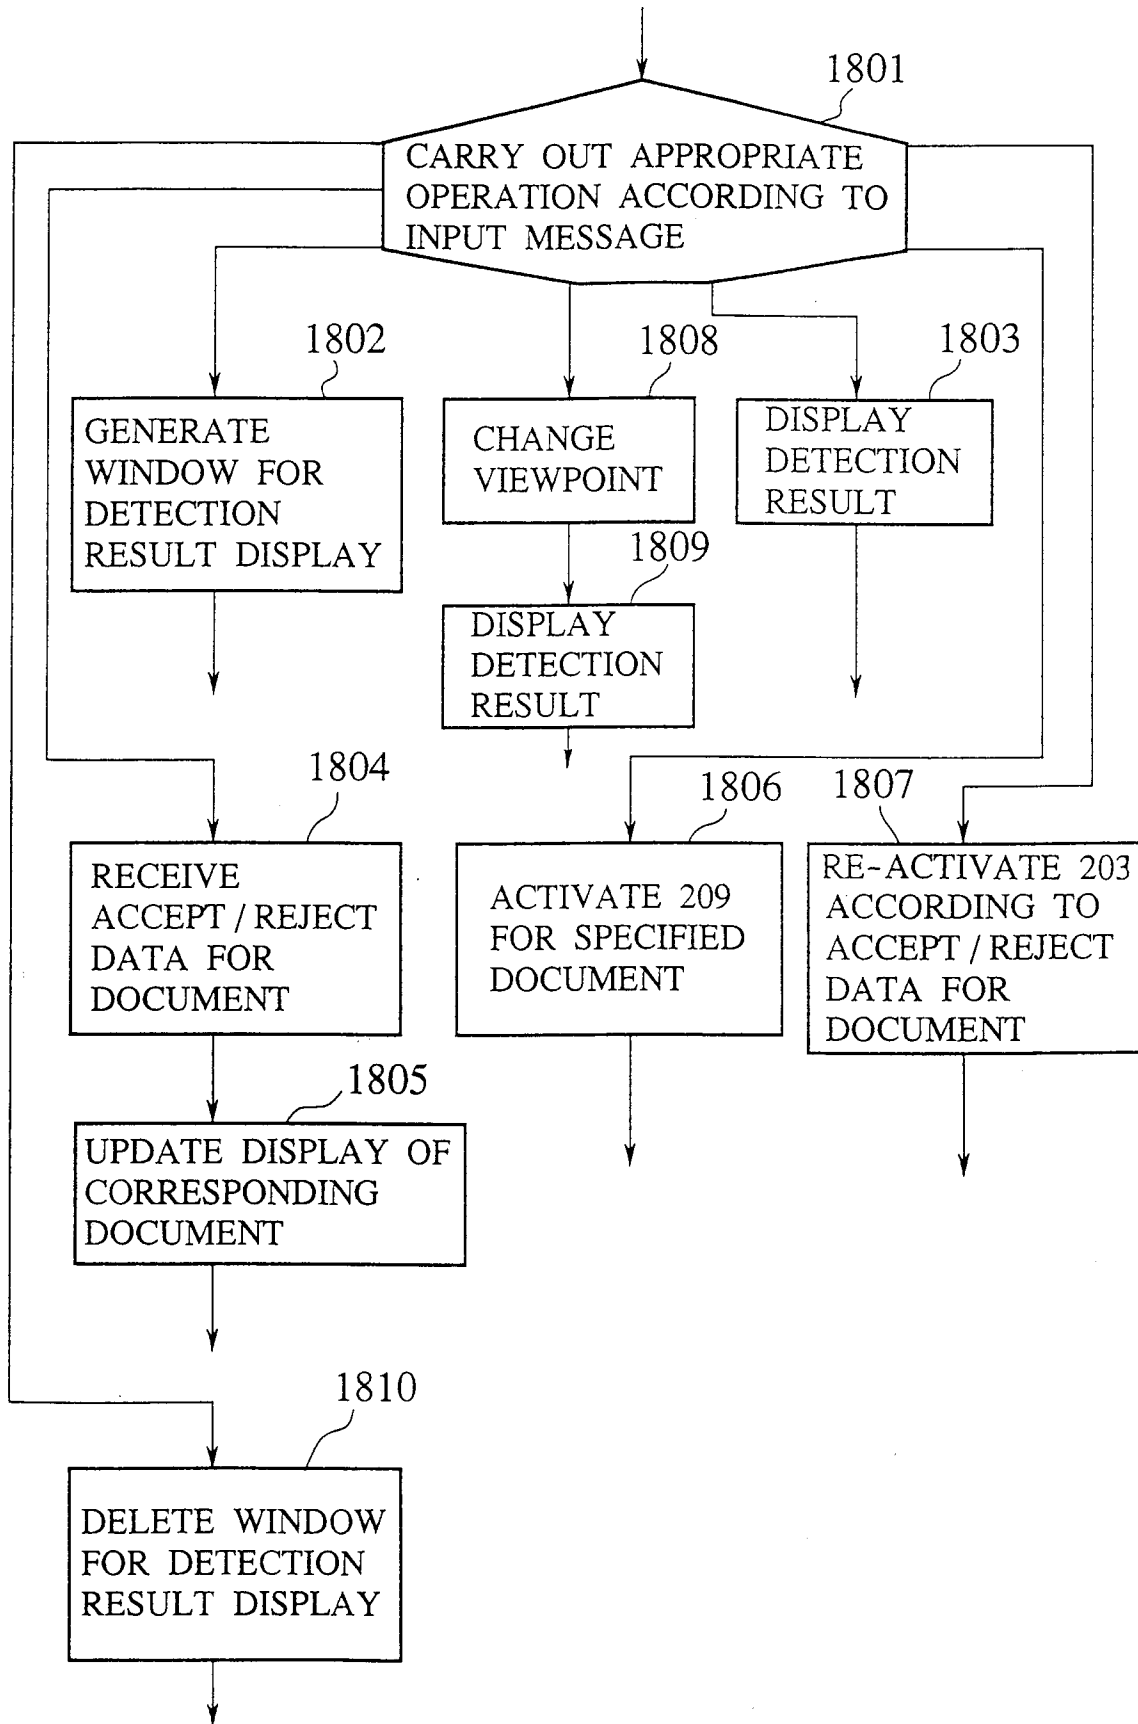 1801
CARRY OUT APPROPRIATE
OPERATION ACCORDING TO
INPUT MESSAGE
1802
GENERATE
WINDOW FOR
DETECTION
RESULT DISPLAY
1808
CHANGE
VIEWPOINT
1803
DISPLAY
DETECTION
RESULT
1809
DISPLAY
DETECTION
RESULT
1804
RECEIVE
ACCEPT / REJECT
DATA FOR
DOCUMENT
1806
ACTIVATE 209
FOR SPECIFIED
DOCUMENT
1807
RE-ACTIVATE 203
ACCORDING TO
ACCEPT / REJECT
DATA FOR
DOCUMENT
1805
UPDATE DISPLAY OF
CORRESPONDING
DOCUMENT
1810
DELETE WINDOW
FOR DETECTION
RESULT DISPLAY